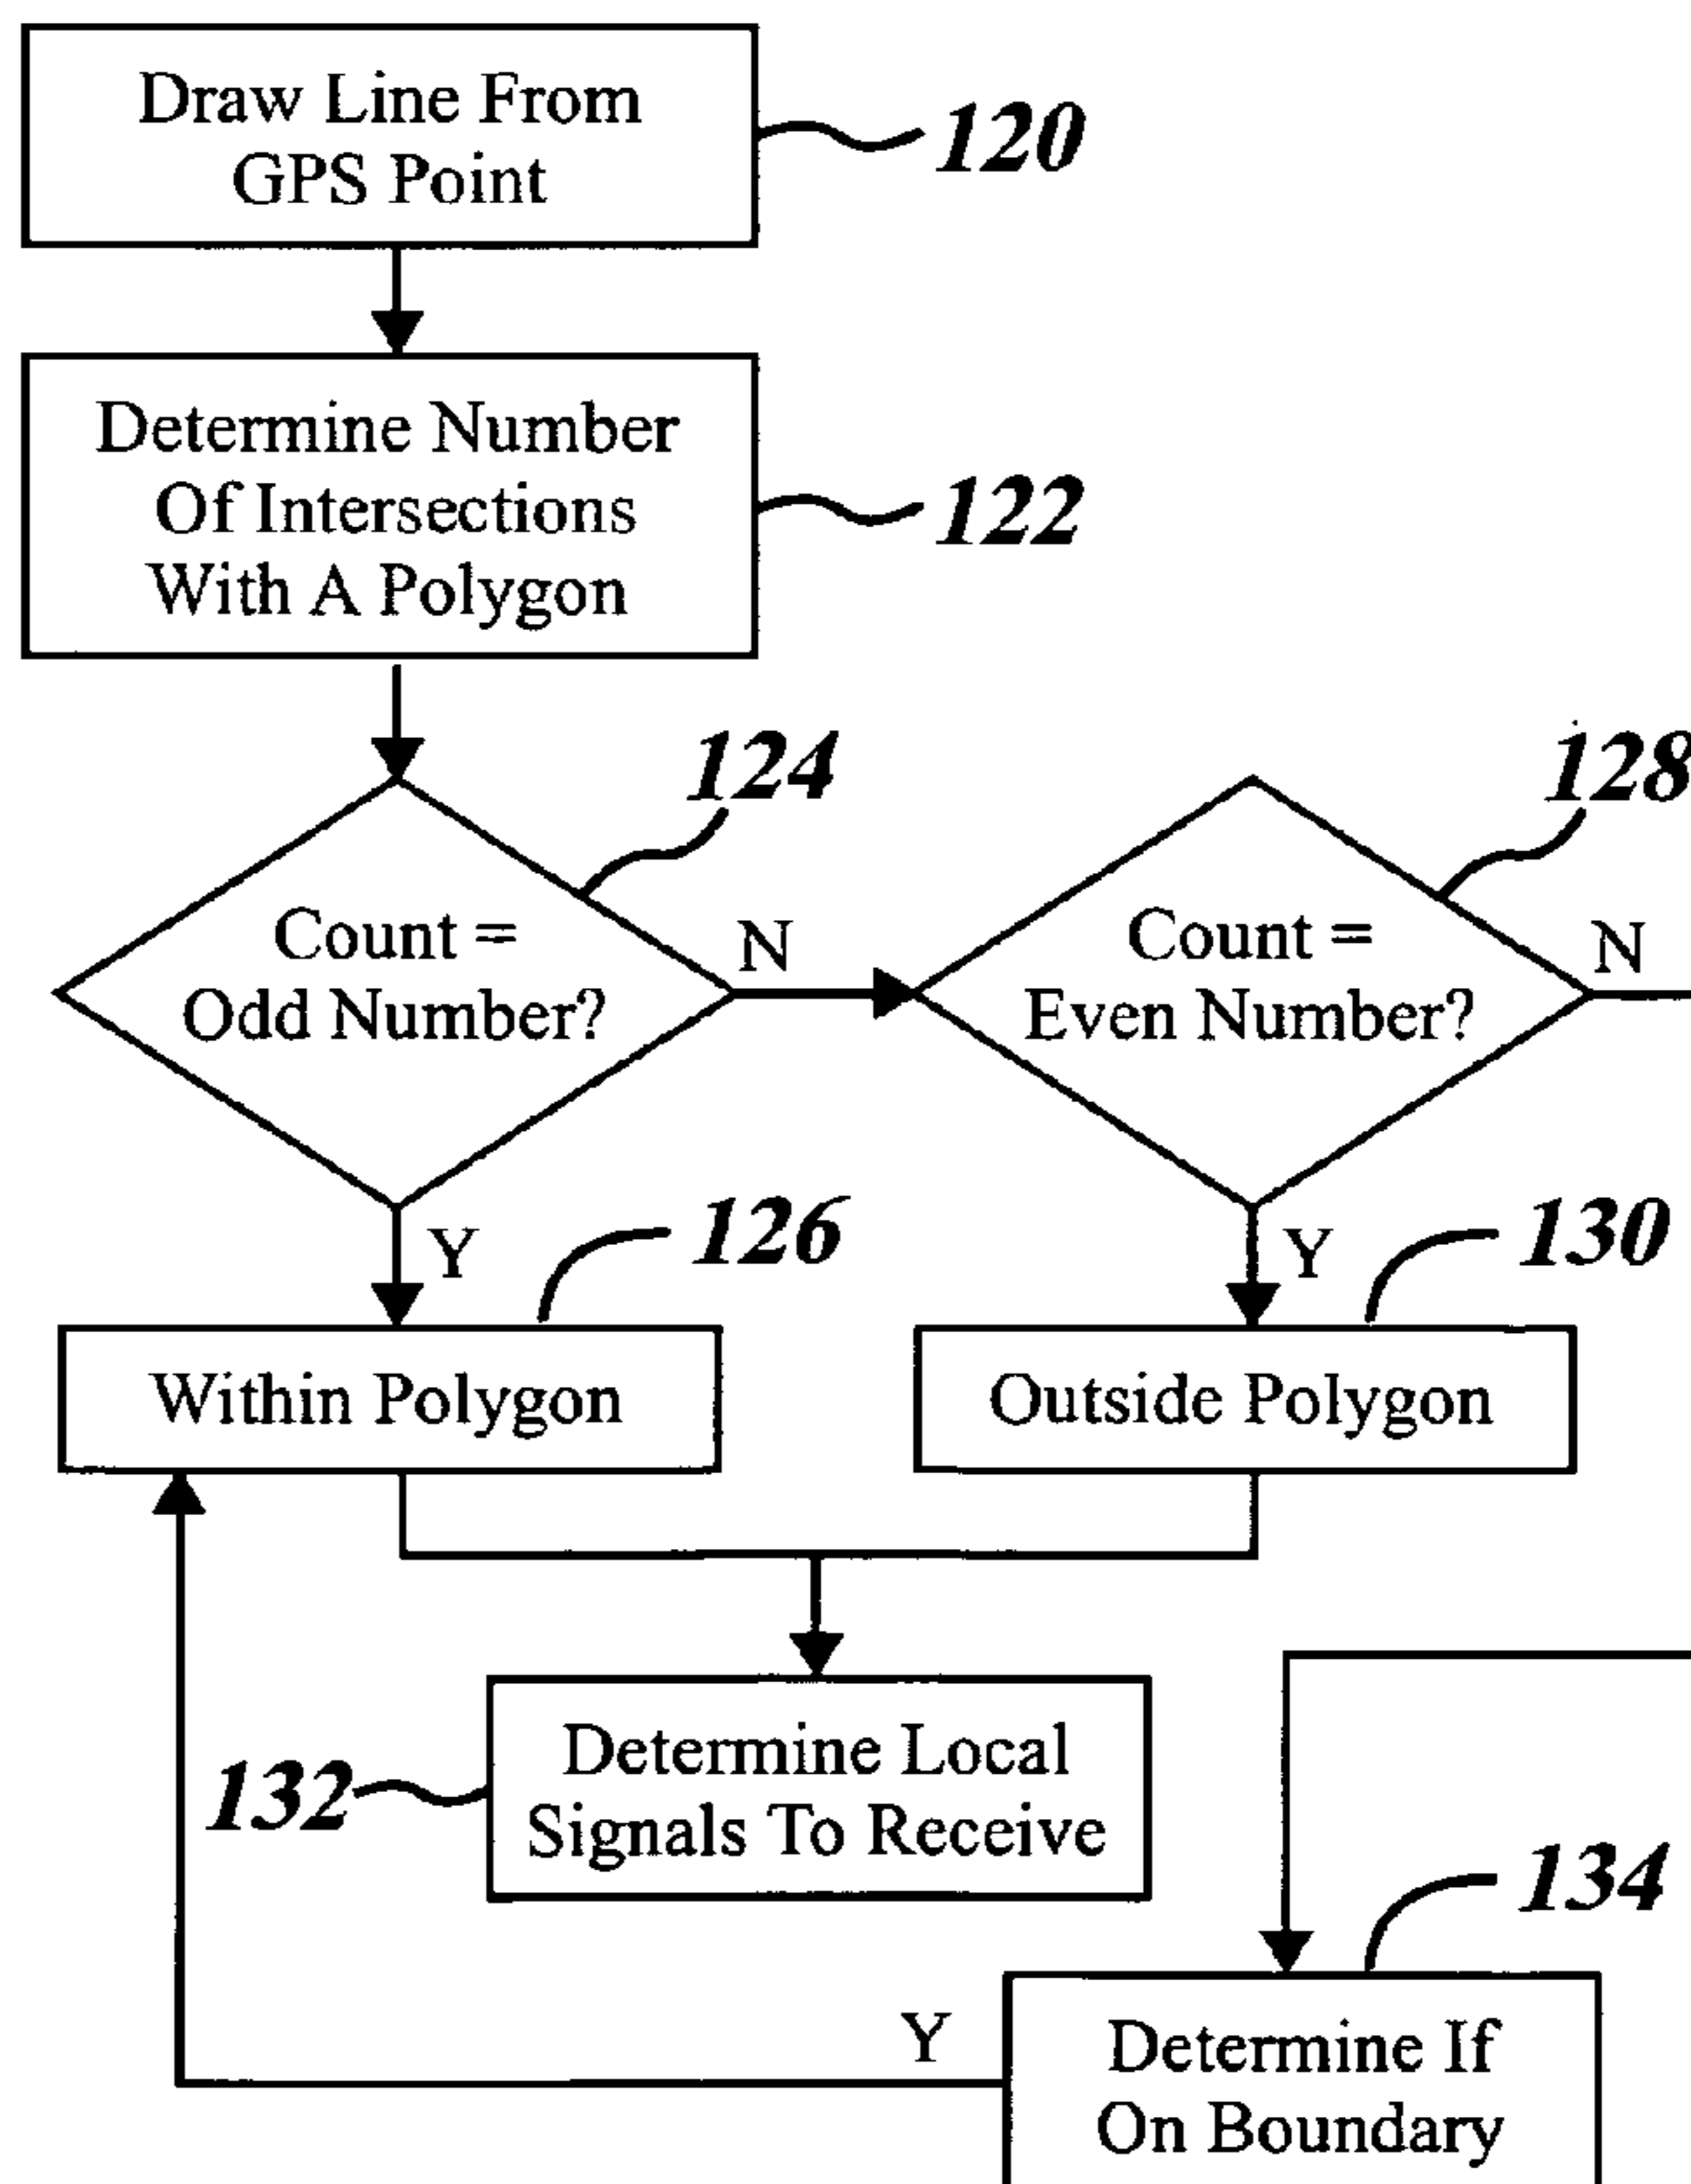 Draw Line From
GPS Point
120
Determine Number
Of Intersections
With A Polygon
122
124
128
Count =
Odd Number?
N
Count =
Even Number?
N
Y
126
Y
130
Within Polygon
Outside Polygon
132
Determine Local
Signals To Receive
134
Y
Determine If
On Boundary